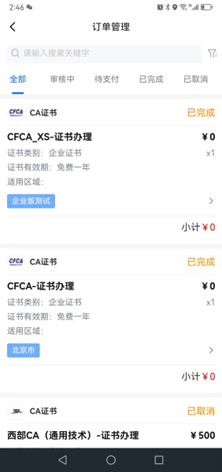 2:46
订单管理
请输入搜索关键字
全部 审核中 待支付 已完成 已取消
CFCA CA证书 已完成
CFCA_XS-证书办理 ¥0
证书类别：企业证书 x1
证书有效期：免费一年
适用区域：
企业版测试
小计 ¥0
CFCA CA证书 已完成
CFCA-证书办理 ¥0
证书类别：企业证书 x1
证书有效期：免费一年
适用区域：
北京市
小计 ¥0
CA证书 已取消
西部CA（通用技术）-证书办理 ¥500